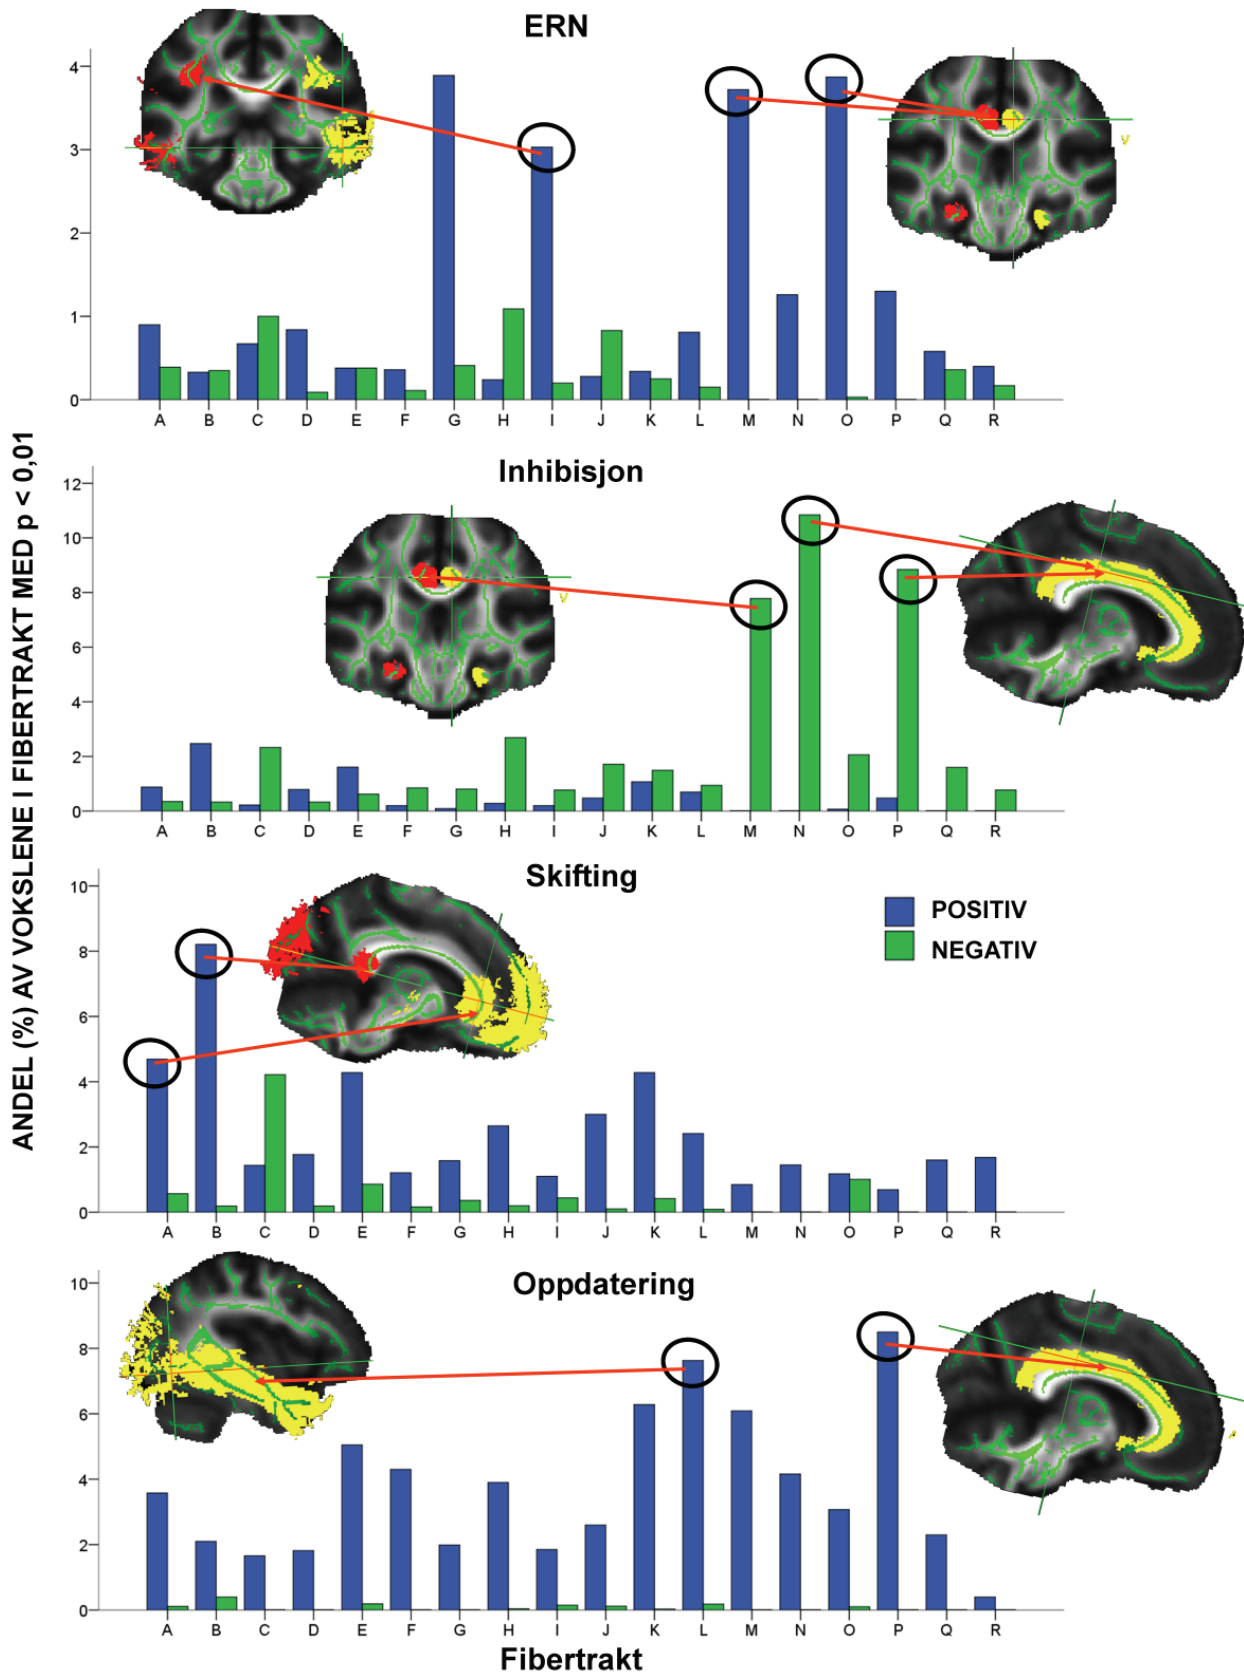 ERN
4
3
2
1
0
A B C D E F G H I J K L M N O P Q R
ANDEL (%) AV VOKSLENE I FIBERTRAKT MED p < 0,01
Inhibisjon
12
10
8
6
4
2
0
A B C D E F G H I J K L M N O P Q R
Skifting
POSITIV
NEGATIV
10
8
6
4
2
0
A B C D E F G H I J K L M N O P Q R
Oppdatering
10
8
6
4
2
0
A B C D E F G H I J K L M N O P Q R
Fibertrakt